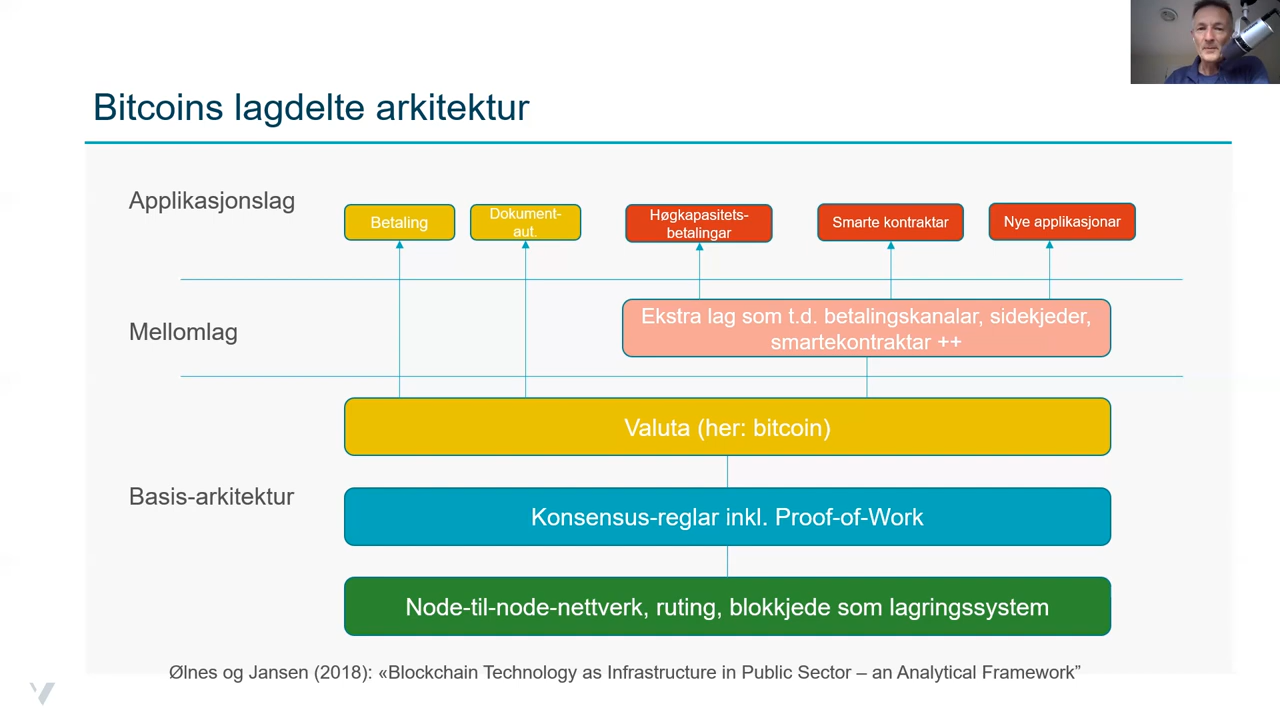 Bitcoins lagdelte arkitektur
Applikasjonslag
Betaling
Dokument-
aut.
Høgkapasitets-
betalingar
Smarte kontraktar
Nye applikasjonar
Mellomlag
Ekstra lag som t.d. betalingskanalar, sidekjeder,
smartekontraktar ++
Valuta (her: bitcoin)
Basis-arkitektur
Konsensus-reglar inkl. Proof-of-Work
Node-til-node-nettverk, ruting, blokkjede som lagringssystem
Ølnes og Jansen (2018): «Blockchain Technology as Infrastructure in Public Sector – an Analytical Framework”